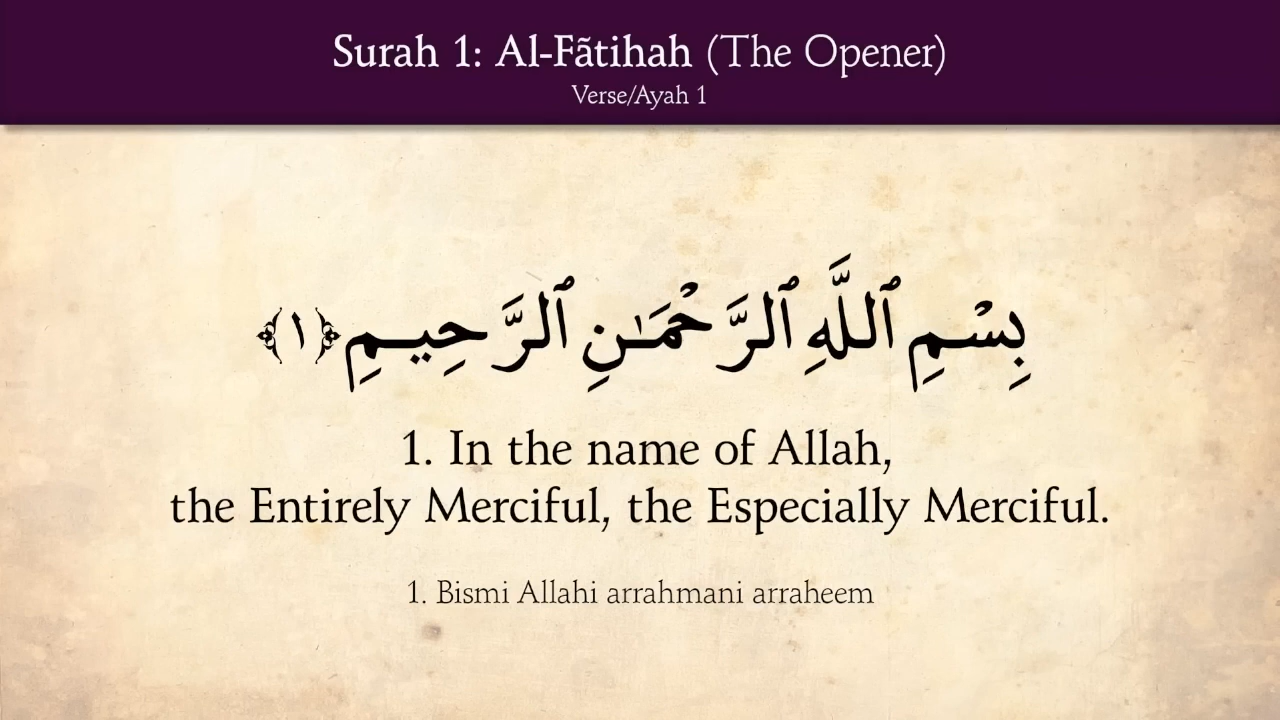 Surah 1: Al-Fãtihah (The Opener)
Verse/Ayah 1
بِسْمِ ٱللَّهِ ٱلرَّحْمَـٰنِ ٱلرَّحِيمِ ﴿١﴾
1. In the name of Allah,
the Entirely Merciful, the Especially Merciful.
1. Bismi Allahi arrahmani arraheem